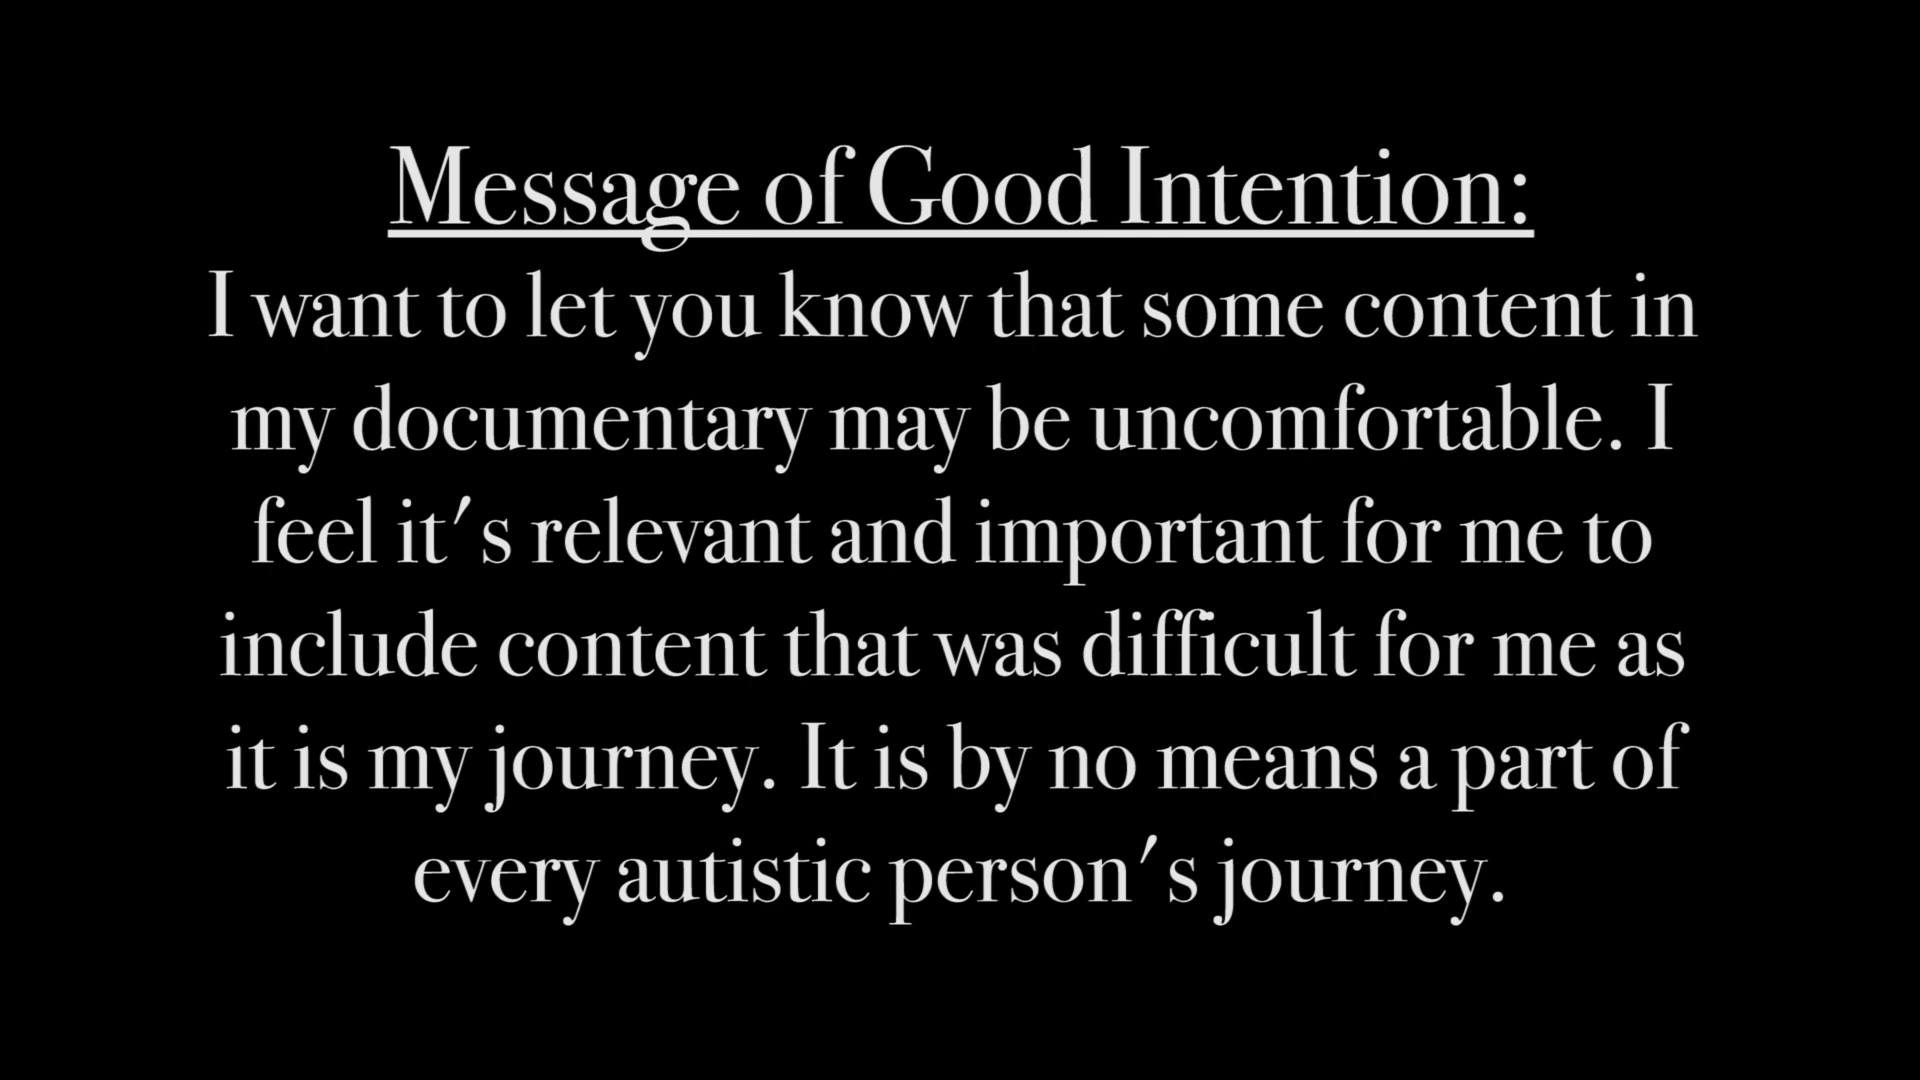 Message of Good Intention:
I want to let you know that some content in
my documentary may be uncomfortable. I
feel it's relevant and important for me to
include content that was difficult for me as
it is my journey. It is by no means a part of
every autistic person's journey.